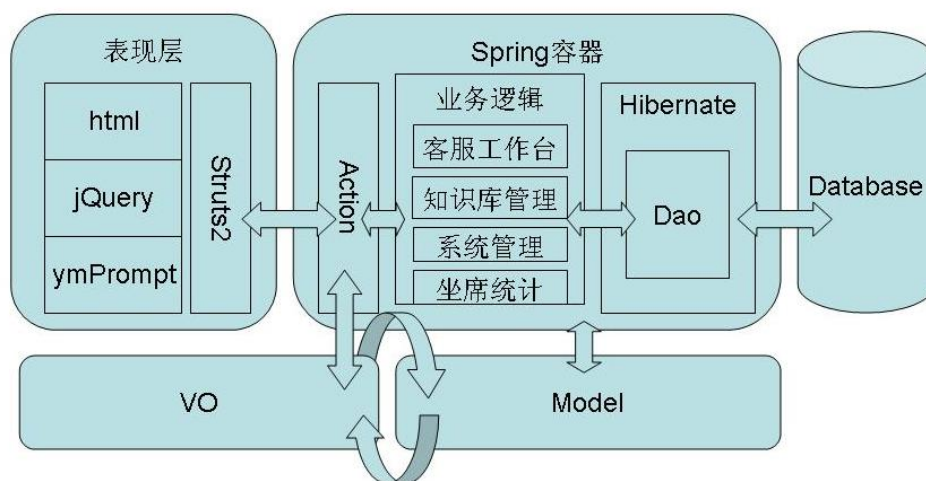 表现层
html
jQuery
ymPrompt
Struts2
Spring容器
Action
业务逻辑
客服工作台
知识库管理
系统管理
坐席统计
Hibernate
Dao
Database
VO
Model